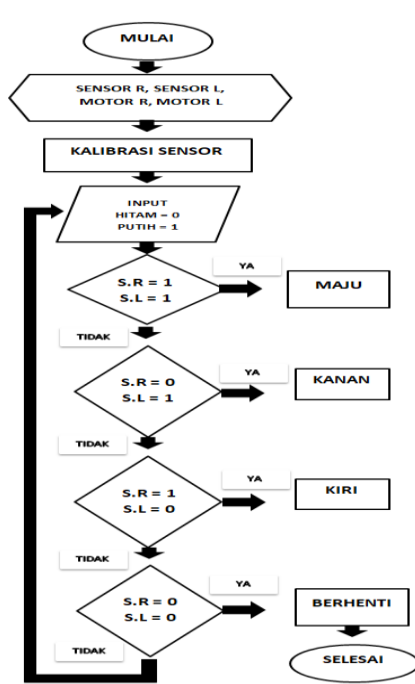 MULAI
SENSOR R, SENSOR L,
MOTOR R, MOTOR L
KALIBRASI SENSOR
INPUT
HITAM = 0
PUTIH = 1
S.R = 1
S.L = 1
YA
MAJU
TIDAK
S.R = 0
S.L = 1
YA
KANAN
TIDAK
S.R = 1
S.L = 0
YA
KIRI
TIDAK
S.R = 0
S.L = 0
YA
BERHENTI
TIDAK
SELESAI